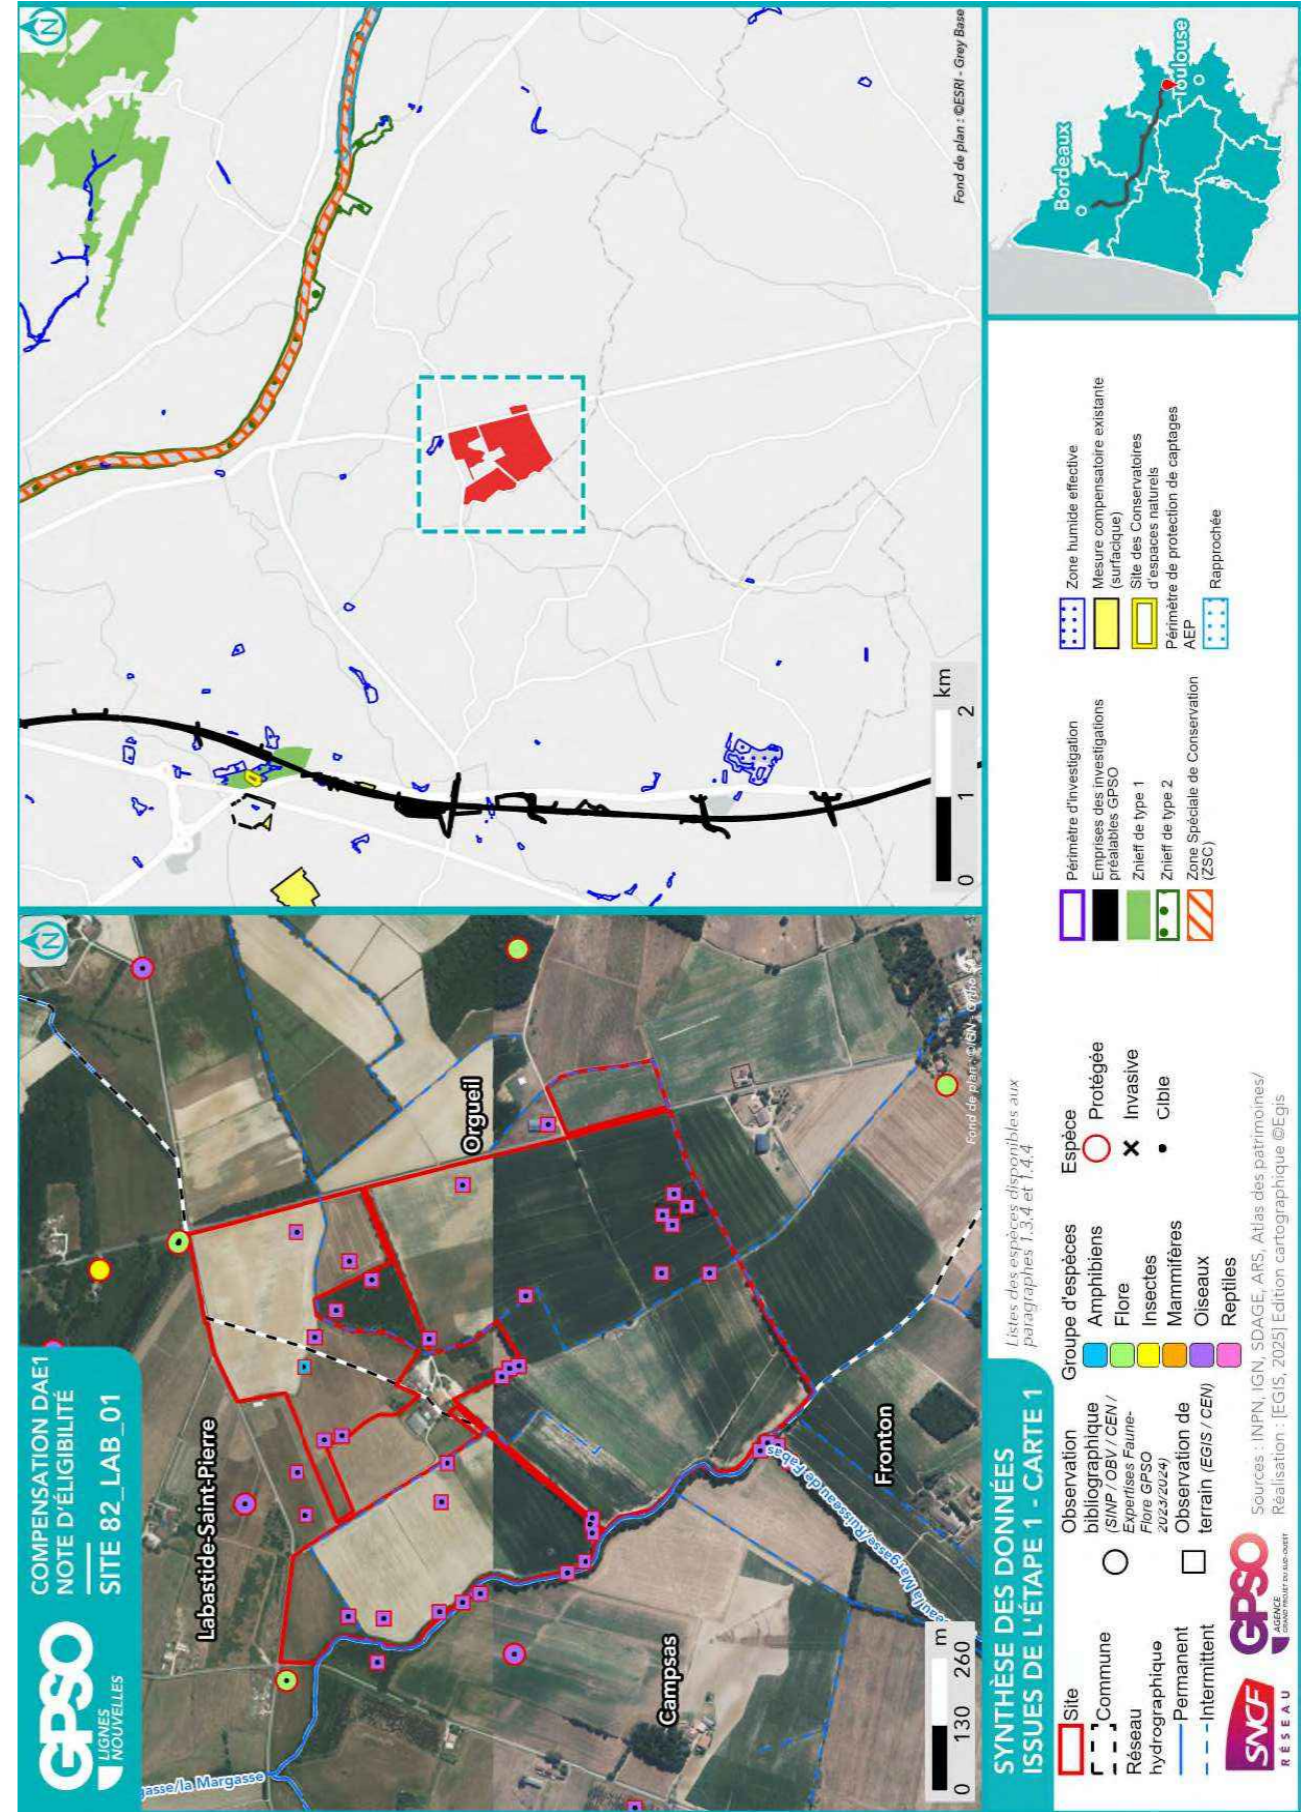 GPSO
LIGNES
NOUVELLES
COMPENSATION DAE1
NOTE D'ÉLIGIBILITÉ
SITE 82_LAB_01
N
Labastide-Saint-Pierre
Orgueil
Campsas
Fronton
gasse/la Margasse
eau/la Margasse/Ruisseau de Fabas
0 130 260 m
Fond de plan : ©IGN - Ortho
N
0 1 2 km
Fond de plan : ©ESRI - Grey Base
SYNTHÈSE DES DONNÉES
ISSUES DE L'ÉTAPE 1 - CARTE 1
Listes des espèces disponibles aux
paragraphes 1.3.4 et 1.4.4
Site
Commune
Réseau
hydrographique
Permanent
Intermittent
Observation
bibliographique
(SINP / OBV / CEN /
Expertises Faune-
Flore GPSO
2023/2024)
Observation de
terrain (EGIS / CEN)
Groupe d'espèces
Amphibiens
Flore
Insectes
Mammifères
Oiseaux
Reptiles
Espèce
Protégée
Invasive
Cible
Périmètre d'investigation
Emprises des investigations
préalables GPSO
Znieff de type 1
Znieff de type 2
Zone Spéciale de Conservation
(ZSC)
Zone humide effective
Mesure compensatoire existante
(surfacique)
Site des Conservatoires
d'espaces naturels
Périmètre de protection de captages
AEP
Rapprochée
SNCF
RÉSEAU
GPSO
AGENCE
GRAND PROJET DU SUD-OUEST
Sources : INPN, IGN, SDAGE, ARS, Atlas des patrimoines/
Réalisation : [EGIS, 2025] Edition cartographique ©Egis
Bordeaux
Toulouse